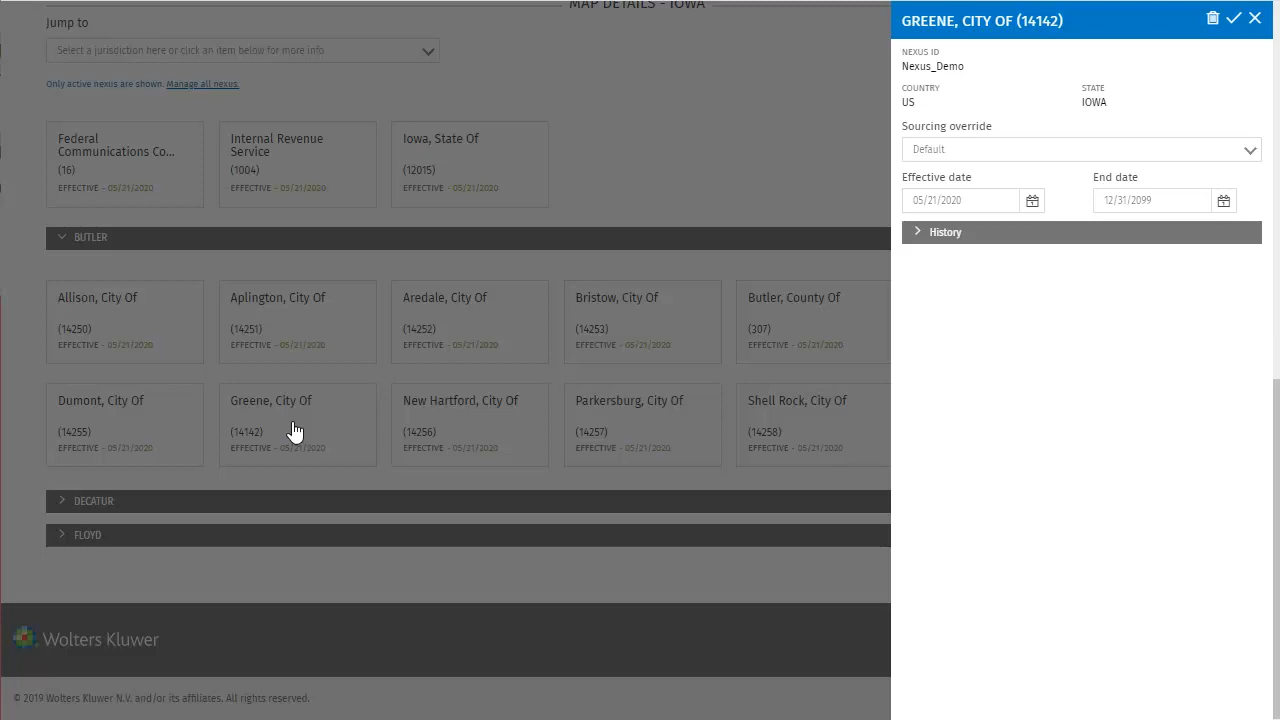 MAP DETAILS - IOWA
Jump to
Select a jurisdiction here or click an item below for more info
Only active nexus are shown. Manage all nexus.
Federal Communications Co...
(16)
EFFECTIVE - 05/21/2020
Internal Revenue Service
(1004)
EFFECTIVE - 05/21/2020
Iowa, State Of
(12015)
EFFECTIVE - 05/21/2020
BUTLER
Allison, City Of
(14250)
EFFECTIVE - 05/21/2020
Aplington, City Of
(14251)
EFFECTIVE - 05/21/2020
Aredale, City Of
(14252)
EFFECTIVE - 05/21/2020
Bristow, City Of
(14253)
EFFECTIVE - 05/21/2020
Butler, County Of
(307)
EFFECTIVE - 05/21/2020
Dumont, City Of
(14255)
EFFECTIVE - 05/21/2020
Greene, City Of
(14142)
EFFECTIVE - 05/21/2020
New Hartford, City Of
(14256)
EFFECTIVE - 05/21/2020
Parkersburg, City Of
(14257)
EFFECTIVE - 05/21/2020
Shell Rock, City Of
(14258)
EFFECTIVE - 05/21/2020
DECATUR
FLOYD
Wolters Kluwer
© 2019 Wolters Kluwer N.V. and/or its affiliates. All rights reserved.
GREENE, CITY OF (14142)
NEXUS ID
Nexus_Demo
COUNTRY
US
STATE
IOWA
Sourcing override
Default
Effective date
05/21/2020
End date
12/31/2099
History